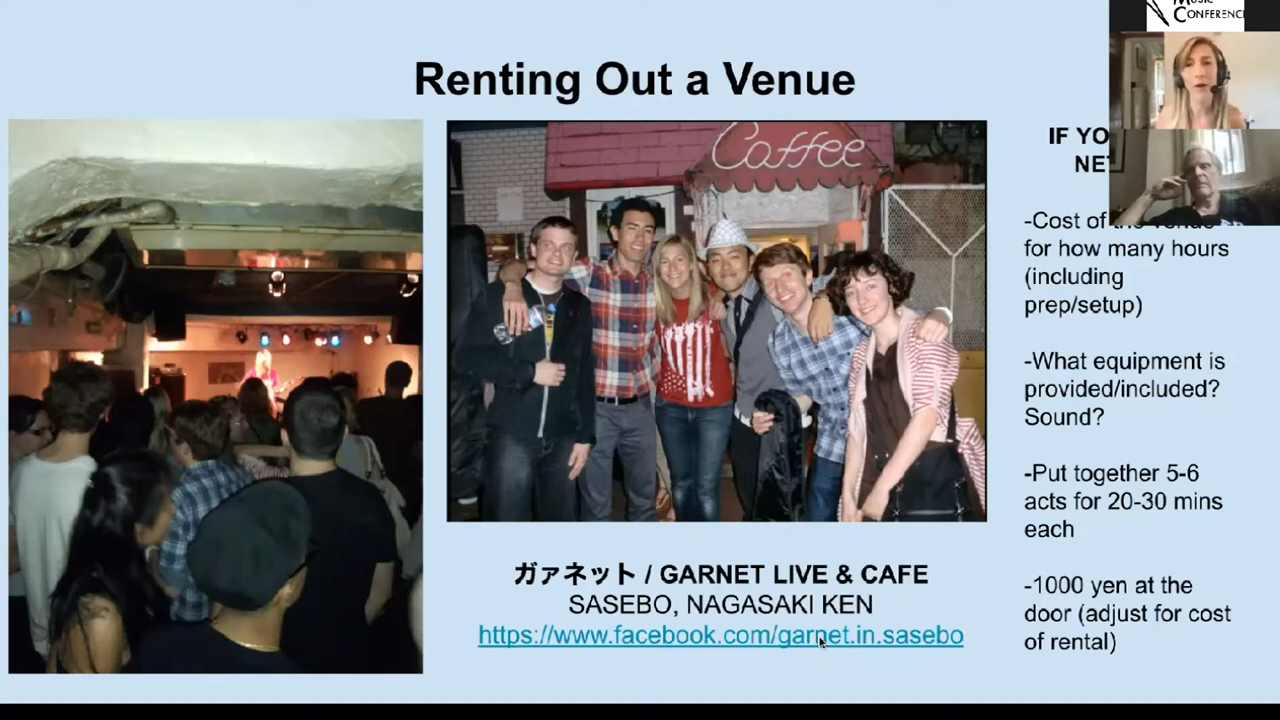 CONFERENC
Renting Out a Venue
Coffee
ガァネット / GARNET LIVE & CAFE
SASEBO, NAGASAKI KEN
https://www.facebook.com/garnet.in.sasebo
IF YO
NE
-Cost of the venue
for how many hours
(including
prep/setup)
-What equipment is
provided/included?
Sound?
-Put together 5-6
acts for 20-30 mins
each
-1000 yen at the
door (adjust for cost
of rental)